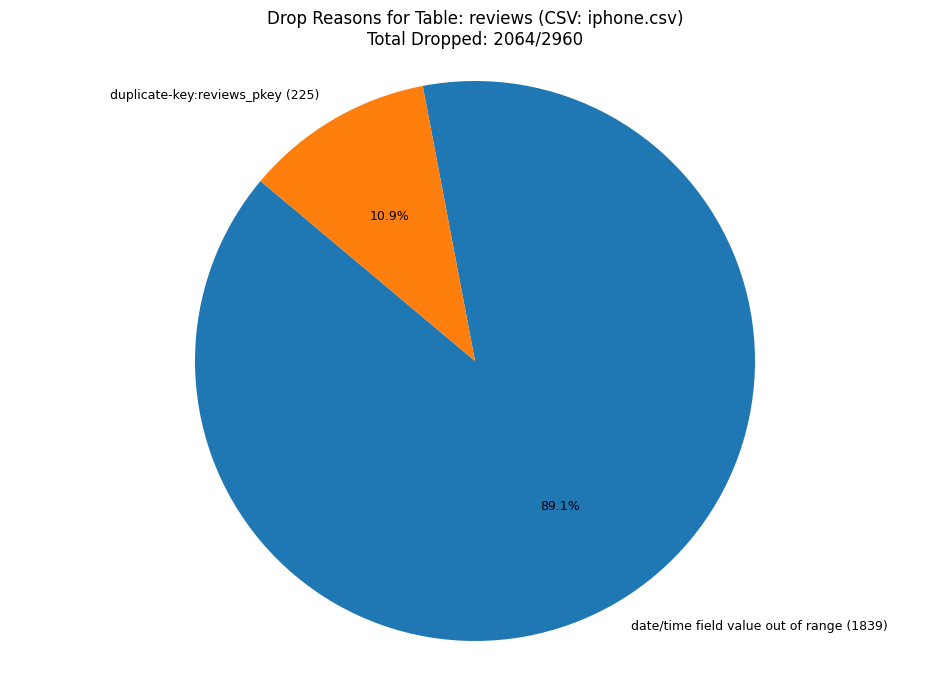 Drop Reasons for Table: reviews (CSV: iphone.csv)
Total Dropped: 2064/2960
duplicate-key:reviews_pkey (225)
10.9%
89.1%
date/time field value out of range (1839)